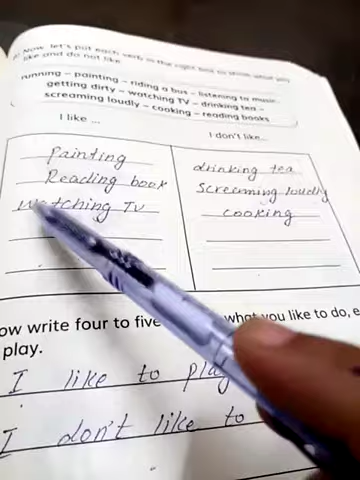 Now, let's put each verb in the right box to show what you
like and do not like.
running - painting - riding a bus - listening to music
getting dirty - watching TV - drinking tea -
screaming loudly - cooking - reading books
I like ...
I don't like...
Painting
Reading book
Watching TV
drinking tea
Screaming loudly
cooking
ow write four to five
what you like to do, e
play.
I like to play
I don't like to